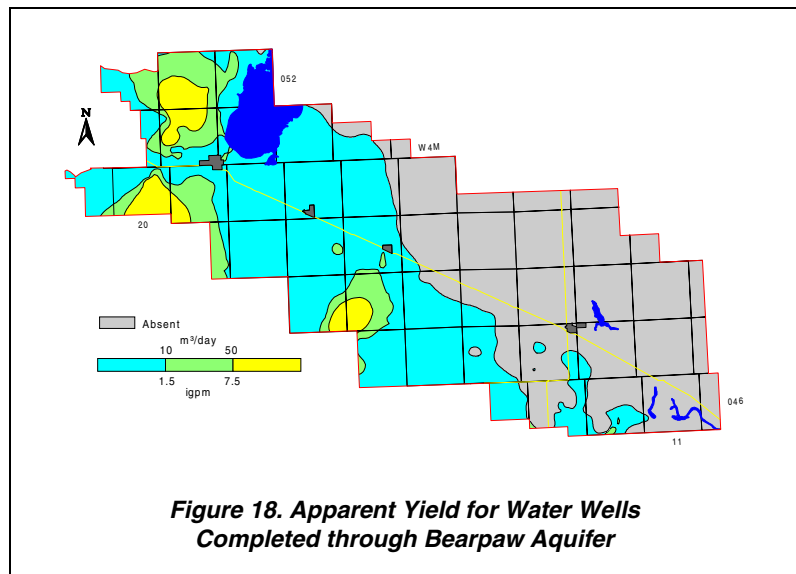 052
N
W4M
20
Absent
m³/day
10 50
1.5 7.5
igpm
046
11
Figure 18. Apparent Yield for Water Wells
Completed through Bearpaw Aquifer